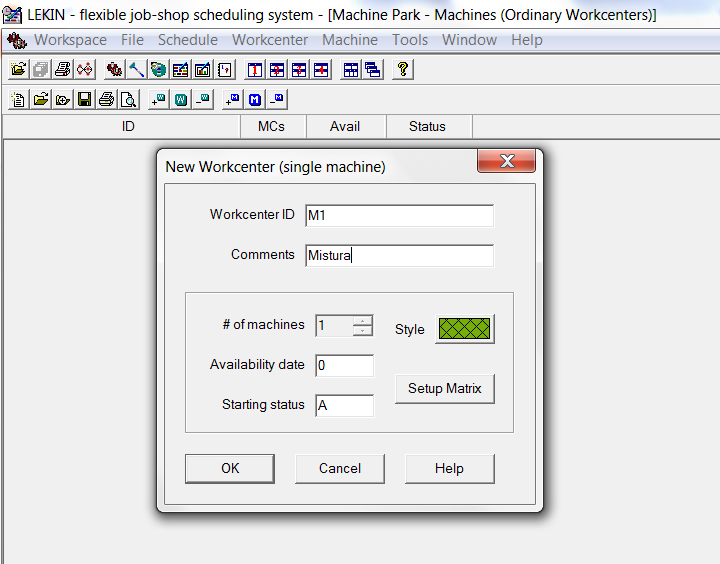 LEKIN - flexible job-shop scheduling system - [Machine Park - Machines (Ordinary Workcenters)]
Workspace File Schedule Workcenter Machine Tools Window Help
ID MCs Avail Status
New Workcenter (single machine)
Workcenter ID M1
Comments Mistura
# of machines 1 Style
Availability date 0
Setup Matrix
Starting status A
OK Cancel Help